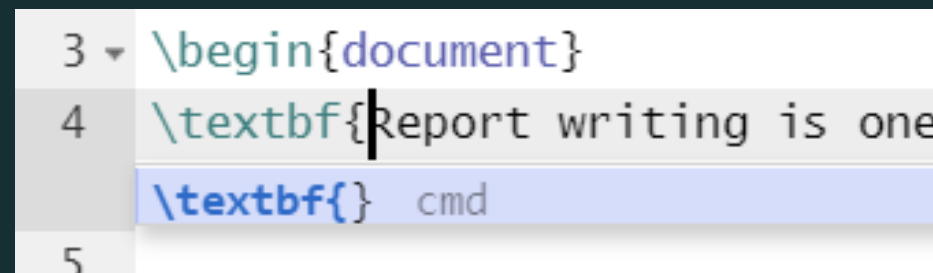 3 \begin{document}
4 \textbf{Report writing is one
\textbf{} cmd
5